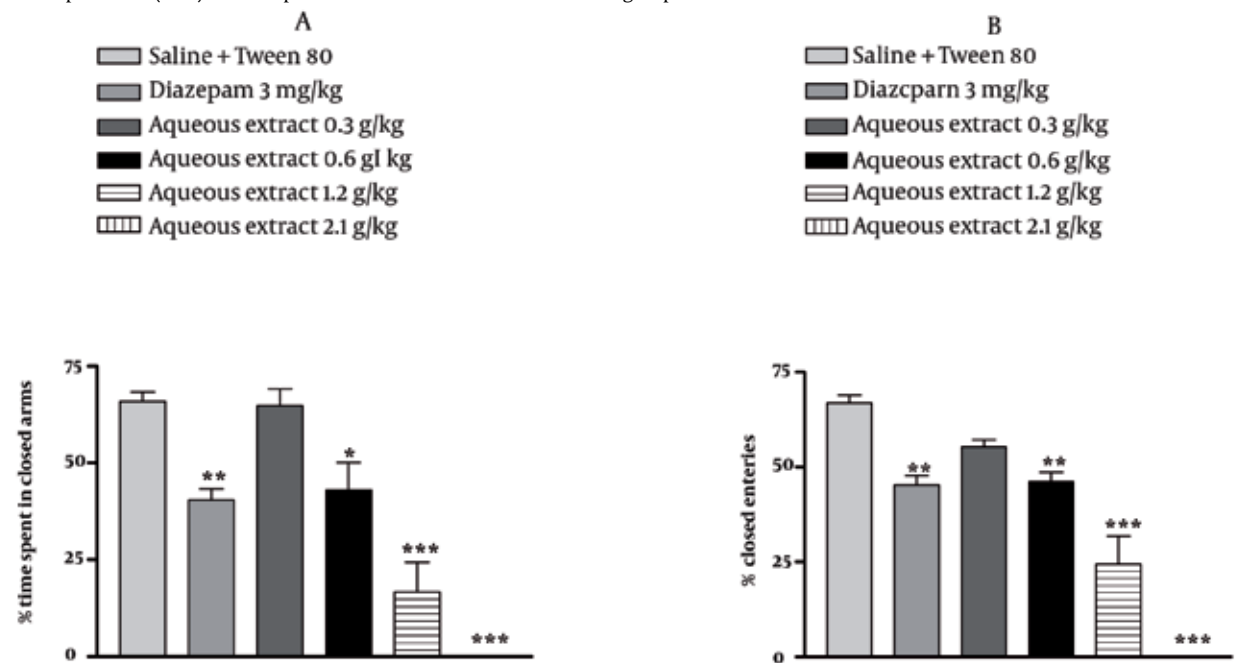 A
Saline + Tween 80
Diazepam 3 mg/kg
Aqueous extract 0.3 g/kg
Aqueous extract 0.6 gI kg
Aqueous extract 1.2 g/kg
Aqueous extract 2.1 g/kg
75
50
25
0
% time spent in closed arms
**
*
***
***
B
Saline + Tween 80
Diazcparn 3 mg/kg
Aqueous extract 0.3 g/kg
Aqueous extract 0.6 g/kg
Aqueous extract 1.2 g/kg
Aqueous extract 2.1 g/kg
75
50
25
0
% closed enteries
**
**
***
***